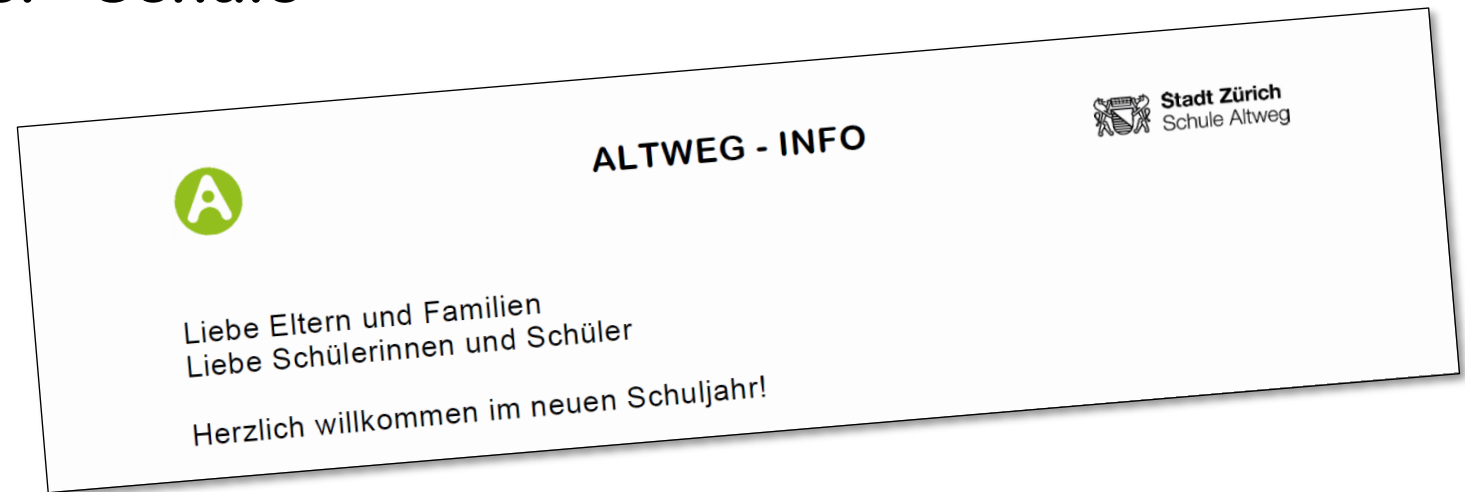 Schule
ALTWEG - INFO
Stadt Zürich
Schule Altweg
Liebe Eltern und Familien
Liebe Schülerinnen und Schüler
Herzlich willkommen im neuen Schuljahr!